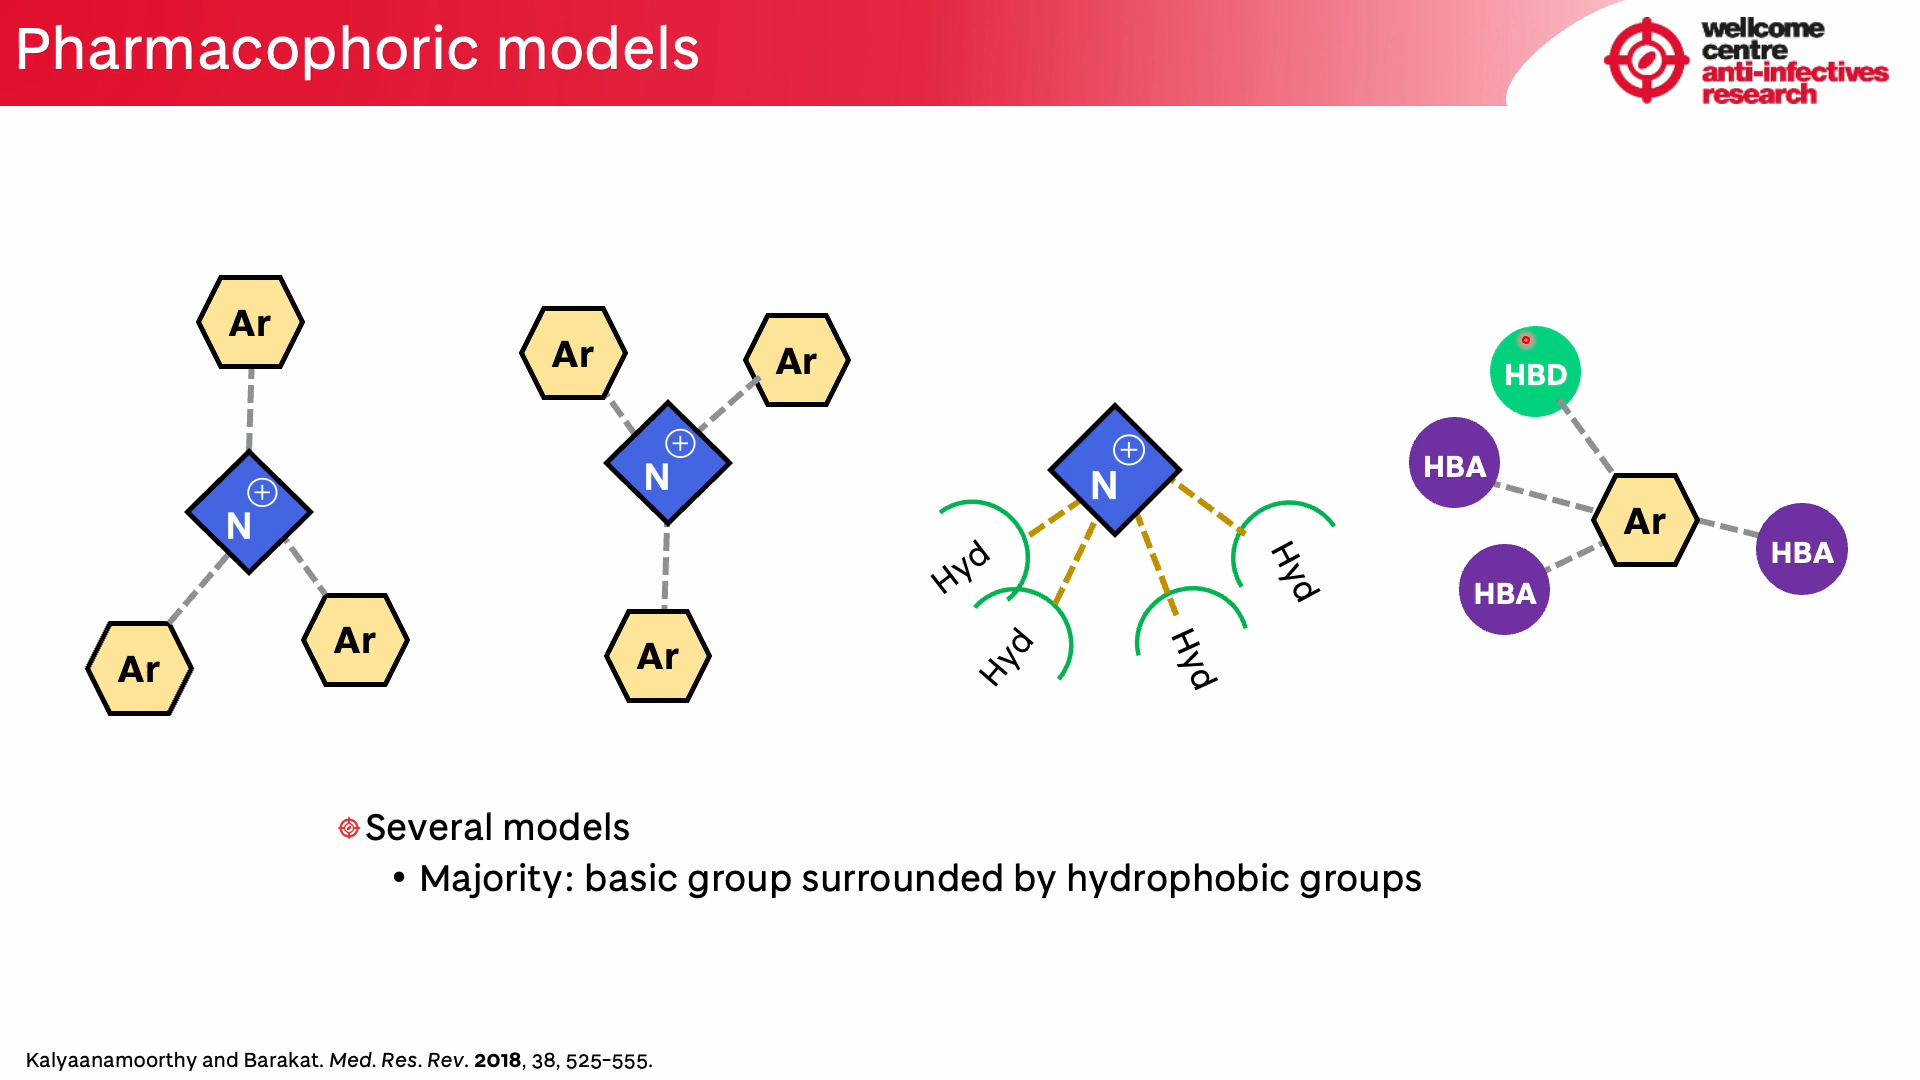 Pharmacophoric models
wellcome
centre
anti-infectives
research
Ar
N
+
Ar
Ar
Ar
Ar
N
+
Ar
N
+
Hyd
Hyd
Hyd
Hyd
HBD
HBA
HBA
Ar
HBA
Several models
• Majority: basic group surrounded by hydrophobic groups
Kalyaanamoorthy and Barakat. Med. Res. Rev. 2018, 38, 525-555.